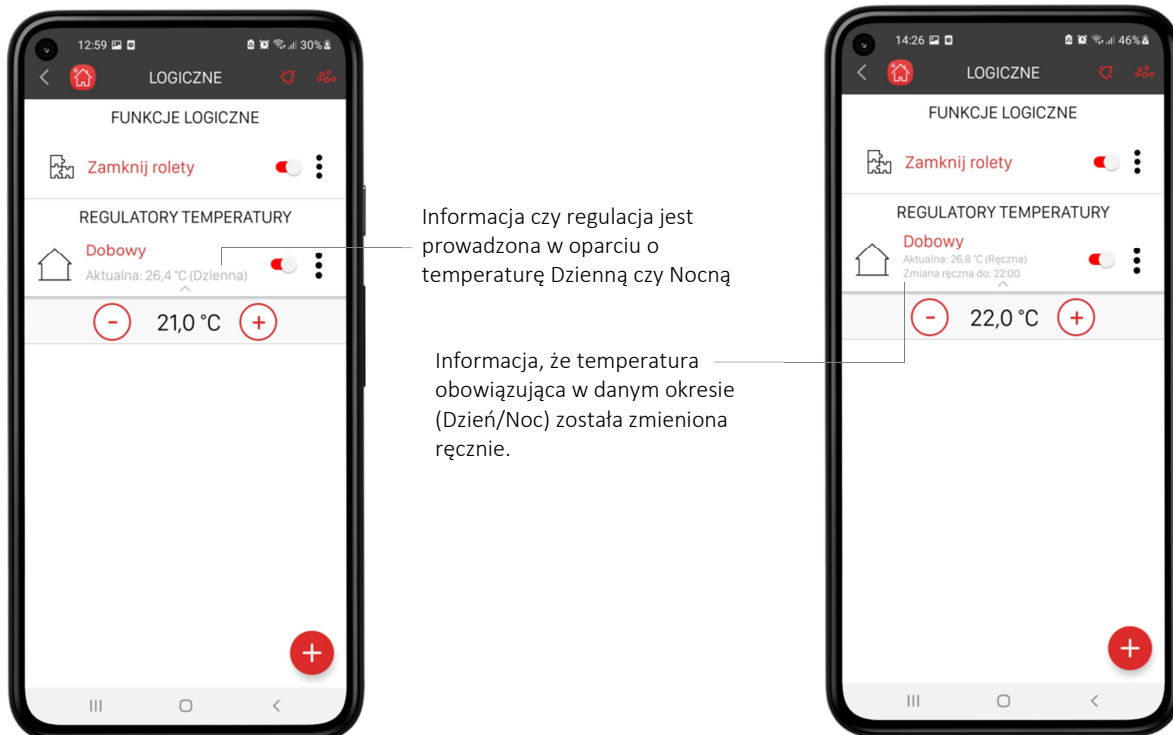 12:59
30%
LOGICZNE
FUNKCJE LOGICZNE
Zamknij rolety
REGULATORY TEMPERATURY
Dobowy
Aktualna: 26,4 °C (Dzienna)
- 21,0 °C +
+
Informacja czy regulacja jest
prowadzona w oparciu o
temperaturę Dzienną czy Nocną
Informacja, że temperatura
obowiązująca w danym okresie
(Dzień/Noc) została zmieniona
ręcznie.
14:26
46%
LOGICZNE
FUNKCJE LOGICZNE
Zamknij rolety
REGULATORY TEMPERATURY
Dobowy
Aktualna: 26,8 °C (Ręczna)
Zmiana ręczna do: 22:00
- 22,0 °C +
+